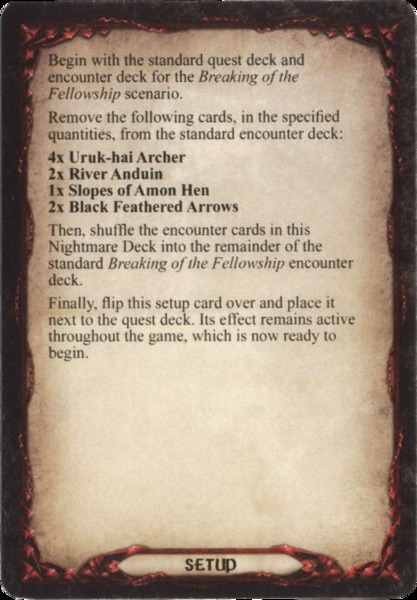 Begin with the standard quest deck and
encounter deck for the Breaking of the
Fellowship scenario.
Remove the following cards, in the specified
quantities, from the standard encounter deck:
4x Uruk-hai Archer
2x River Anduin
1x Slopes of Amon Hen
2x Black Feathered Arrows
Then, shuffle the encounter cards in this
Nightmare Deck into the remainder of the
standard Breaking of the Fellowship encounter
deck.
Finally, flip this setup card over and place it
next to the quest deck. Its effect remains active
throughout the game, which is now ready to
begin.
SETUP